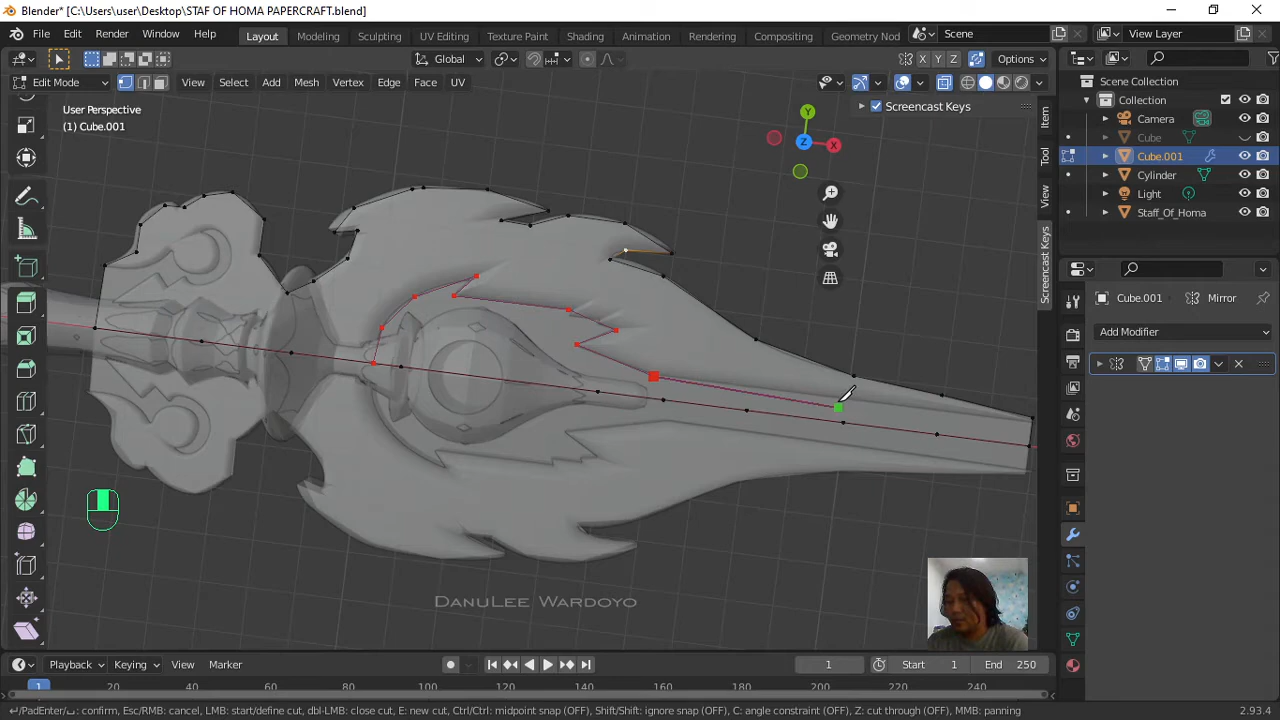 Blender* [C:\Users\user\Desktop\STAF OF HOMA PAPERCRAFT.blend]
File Edit Render Window Help Layout Modeling Sculpting UV Editing Texture Paint Shading Animation Rendering Compositing Geometry Nod Scene View Layer
Global X Y Z Options
Edit Mode View Select Add Mesh Vertex Edge Face UV
Scene Collection
User Perspective
(1) Cube.001
Screencast Keys
Collection
Camera
Cube
Cube.001
Cylinder
Light
Staff_Of_Homa
Y
Z
X
Item
Tool
View
Screencast Keys
Cube.001 Mirror
Add Modifier
DanuLee Wardoyo
Playback Keying View Marker 1 Start 1 End 250
1 20 40 60 80 100 120 140 160 180 200 220 240
/PadEnter/: confirm, Esc/RMB: cancel, LMB: start/define cut, dbl-LMB: close cut, E: new cut, Ctrl/Ctrl: midpoint snap (OFF), Shift/Shift: ignore snap (OFF), C: angle constraint (OFF), Z: cut through (OFF), MMB: panning
2.93.4